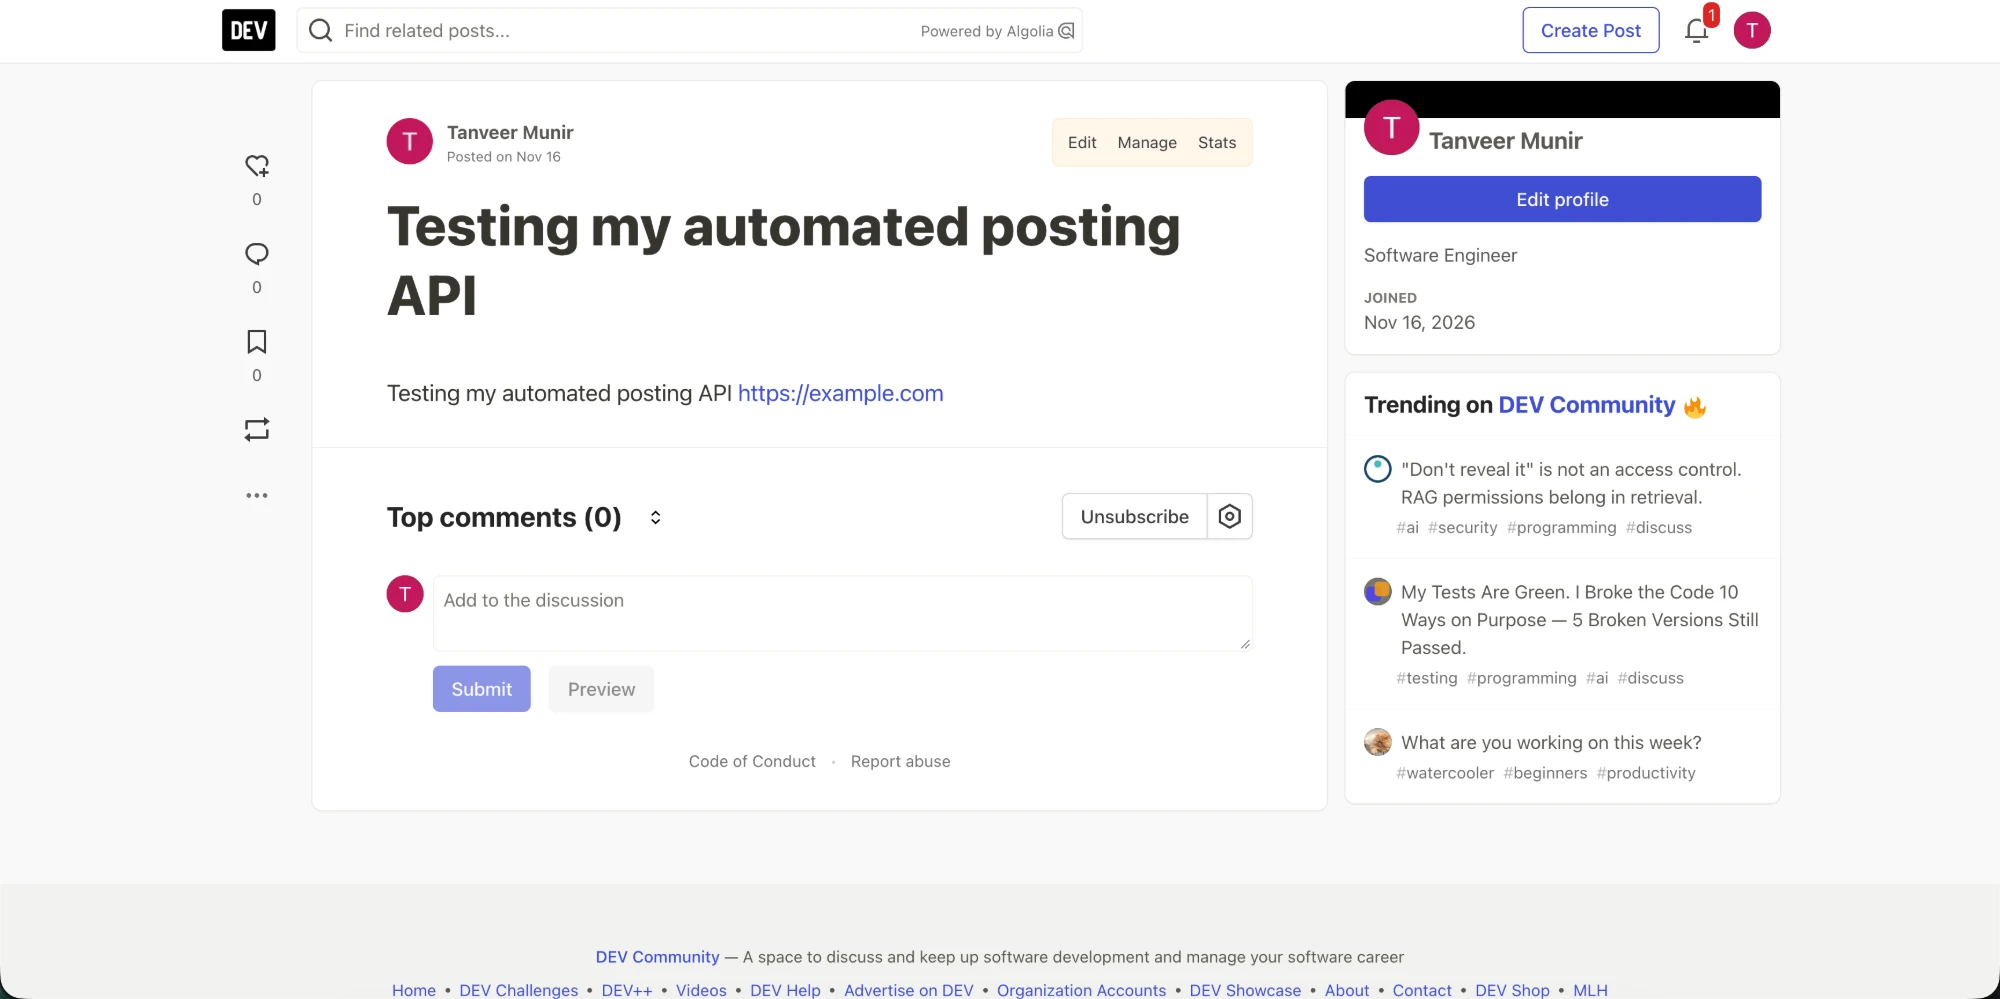 DEV
Find related posts...
Powered by Algolia
Create Post
1
T
0
0
0
T
Tanveer Munir
Posted on Nov 16
Edit Manage Stats
Testing my automated posting
API
Testing my automated posting API https://example.com
Top comments (0)
Unsubscribe
T
Add to the discussion
Submit
Preview
Code of Conduct • Report abuse
T
Tanveer Munir
Edit profile
Software Engineer
JOINED
Nov 16, 2026
Trending on DEV Community 🔥
"Don't reveal it" is not an access control.
RAG permissions belong in retrieval.
#ai #security #programming #discuss
My Tests Are Green. I Broke the Code 10
Ways on Purpose — 5 Broken Versions Still
Passed.
#testing #programming #ai #discuss
What are you working on this week?
#watercooler #beginners #productivity
DEV Community — A space to discuss and keep up software development and manage your software career
Home • DEV Challenges • DEV++ • Videos • DEV Help • Advertise on DEV • Organization Accounts • DEV Showcase • About • Contact • DEV Shop • MLH